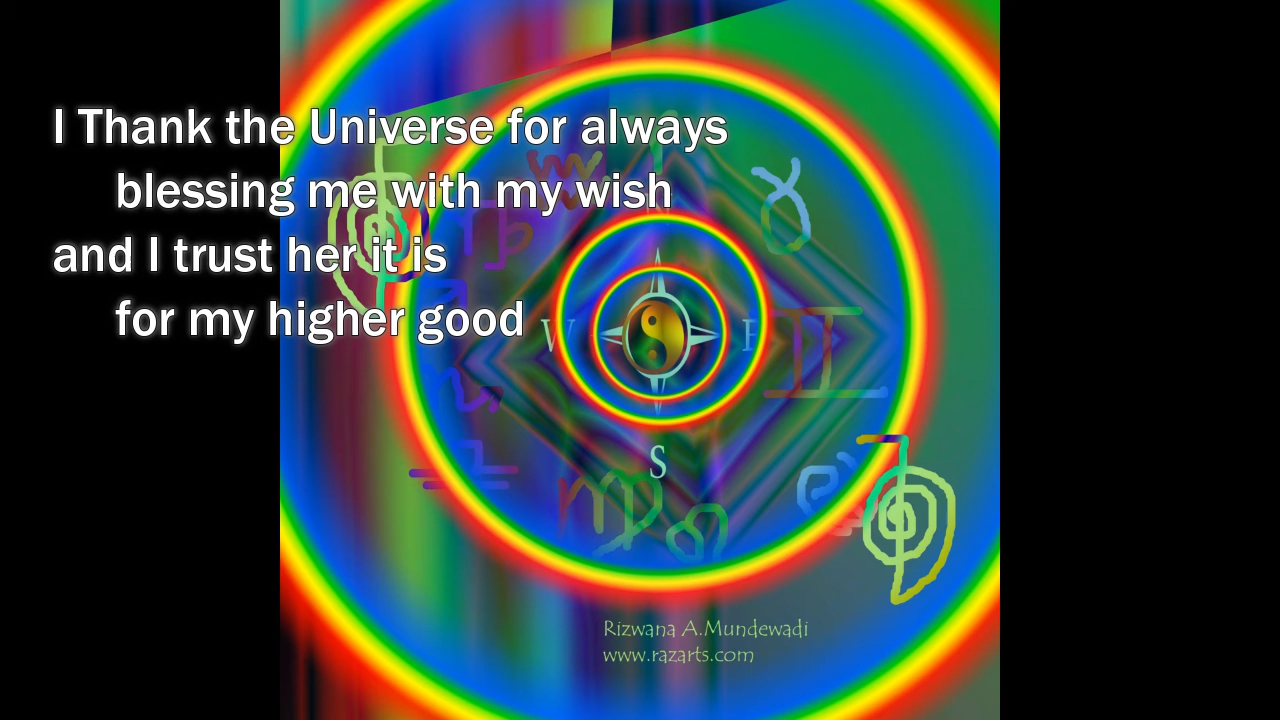 I Thank the Universe for always
blessing me with my wish
and I trust her it is
for my higher good
W
E
S
Rizwana A.Mundewadi
www.razarts.com